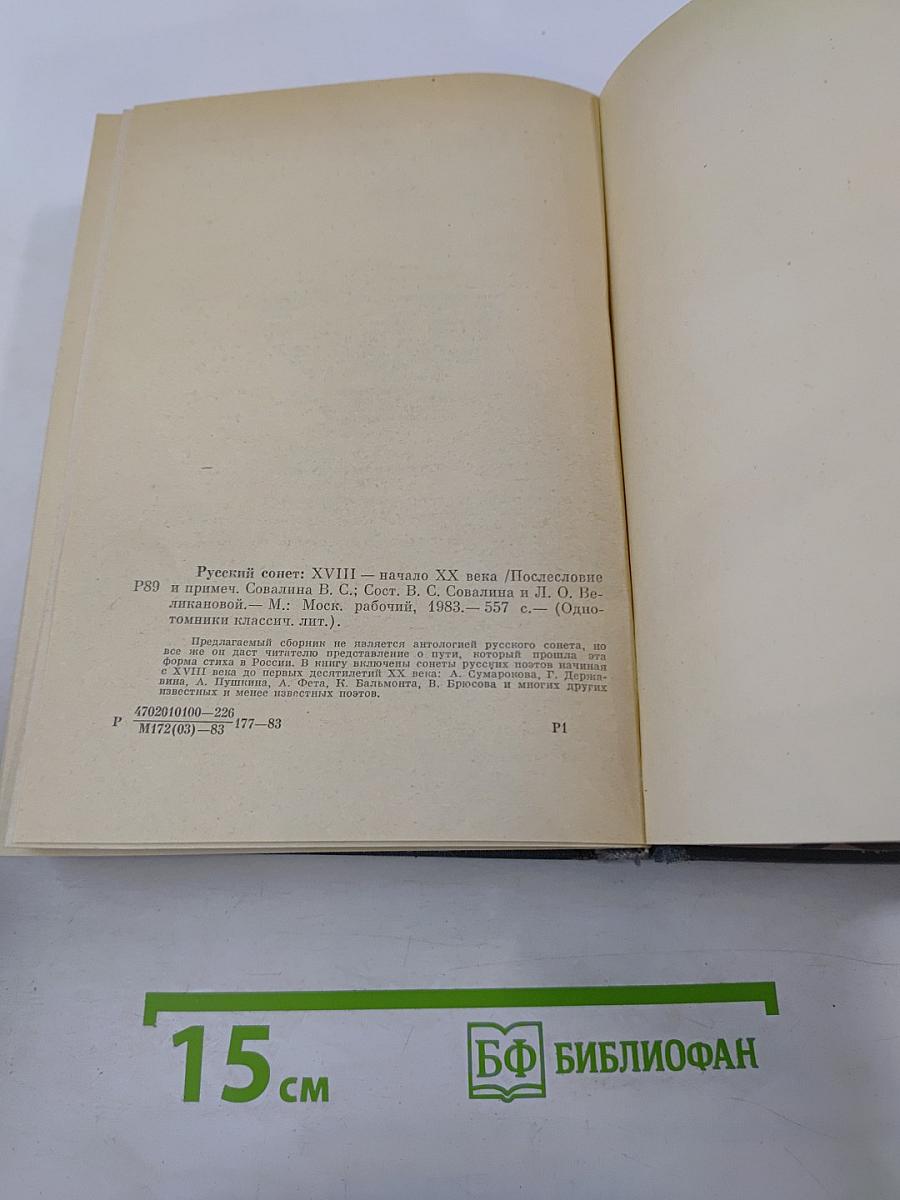 Русский сонет: XVIII — начало XX века /Послесловие
Р89 и примеч. Совалина В. С.; Сост. В. С. Совалина и Л. О. Ве-
ликановой.— М.: Моск. рабочий, 1983.— 557 с.— (Одно-
томники классич. лит.).
Предлагаемый сборник не является антологией русского сонета, но
все же он даст читателю представление о пути, который прошла эта
форма стиха в России. В книгу включены сонеты русских поэтов начиная
с XVIII века до первых десятилетий XX века: А. Сумарокова, Г. Держа-
вина, А. Пушкина, А. Фета, К. Бальмонта, В. Брюсова и многих других
известных и менее известных поэтов.
4702010100—226
Р 177—83
М172(03)—83
Р1
15 см
БФ БИБЛИОФАН